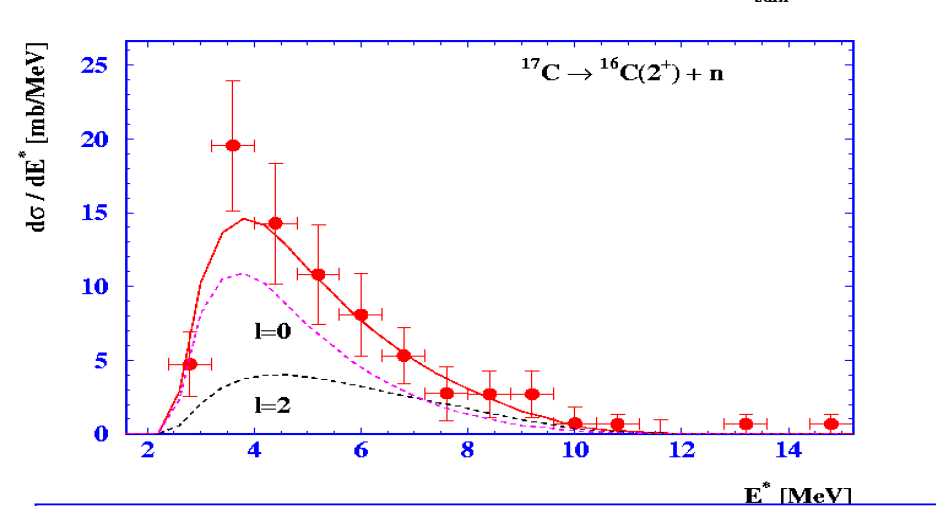 25
20
15
10
5
0
dσ / dE* [mb/MeV]
¹⁷C → ¹⁶C(2⁺) + n
l=0
l=2
2 4 6 8 10 12 14
E* [MeV]